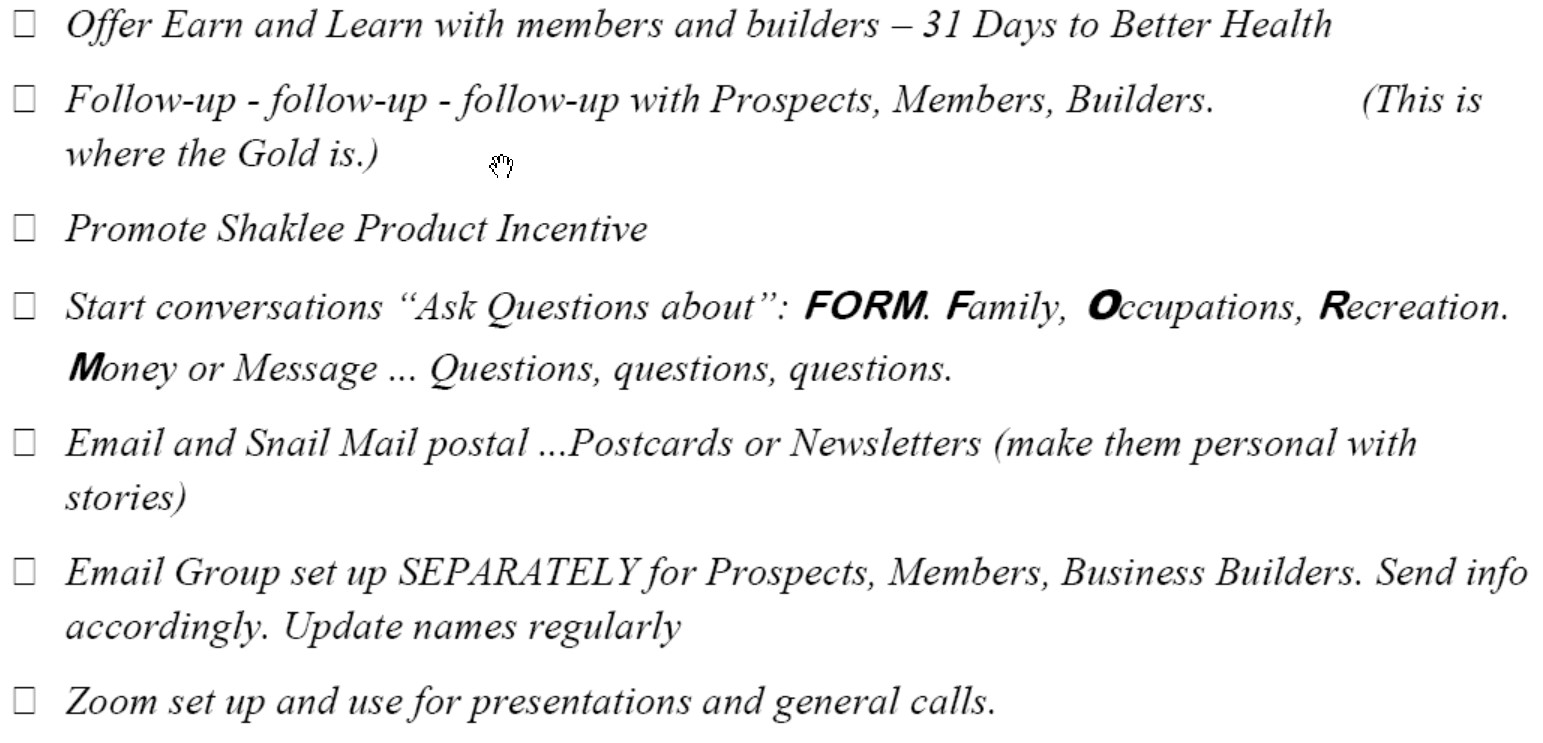 ☐ Offer Earn and Learn with members and builders – 31 Days to Better Health
☐ Follow-up - follow-up - follow-up with Prospects, Members, Builders. (This is
where the Gold is.)
☐ Promote Shaklee Product Incentive
☐ Start conversations “Ask Questions about”: FORM. Family, Occupations, Recreation.
Money or Message ... Questions, questions, questions.
☐ Email and Snail Mail postal ...Postcards or Newsletters (make them personal with
stories)
☐ Email Group set up SEPARATELY for Prospects, Members, Business Builders. Send info
accordingly. Update names regularly
☐ Zoom set up and use for presentations and general calls.